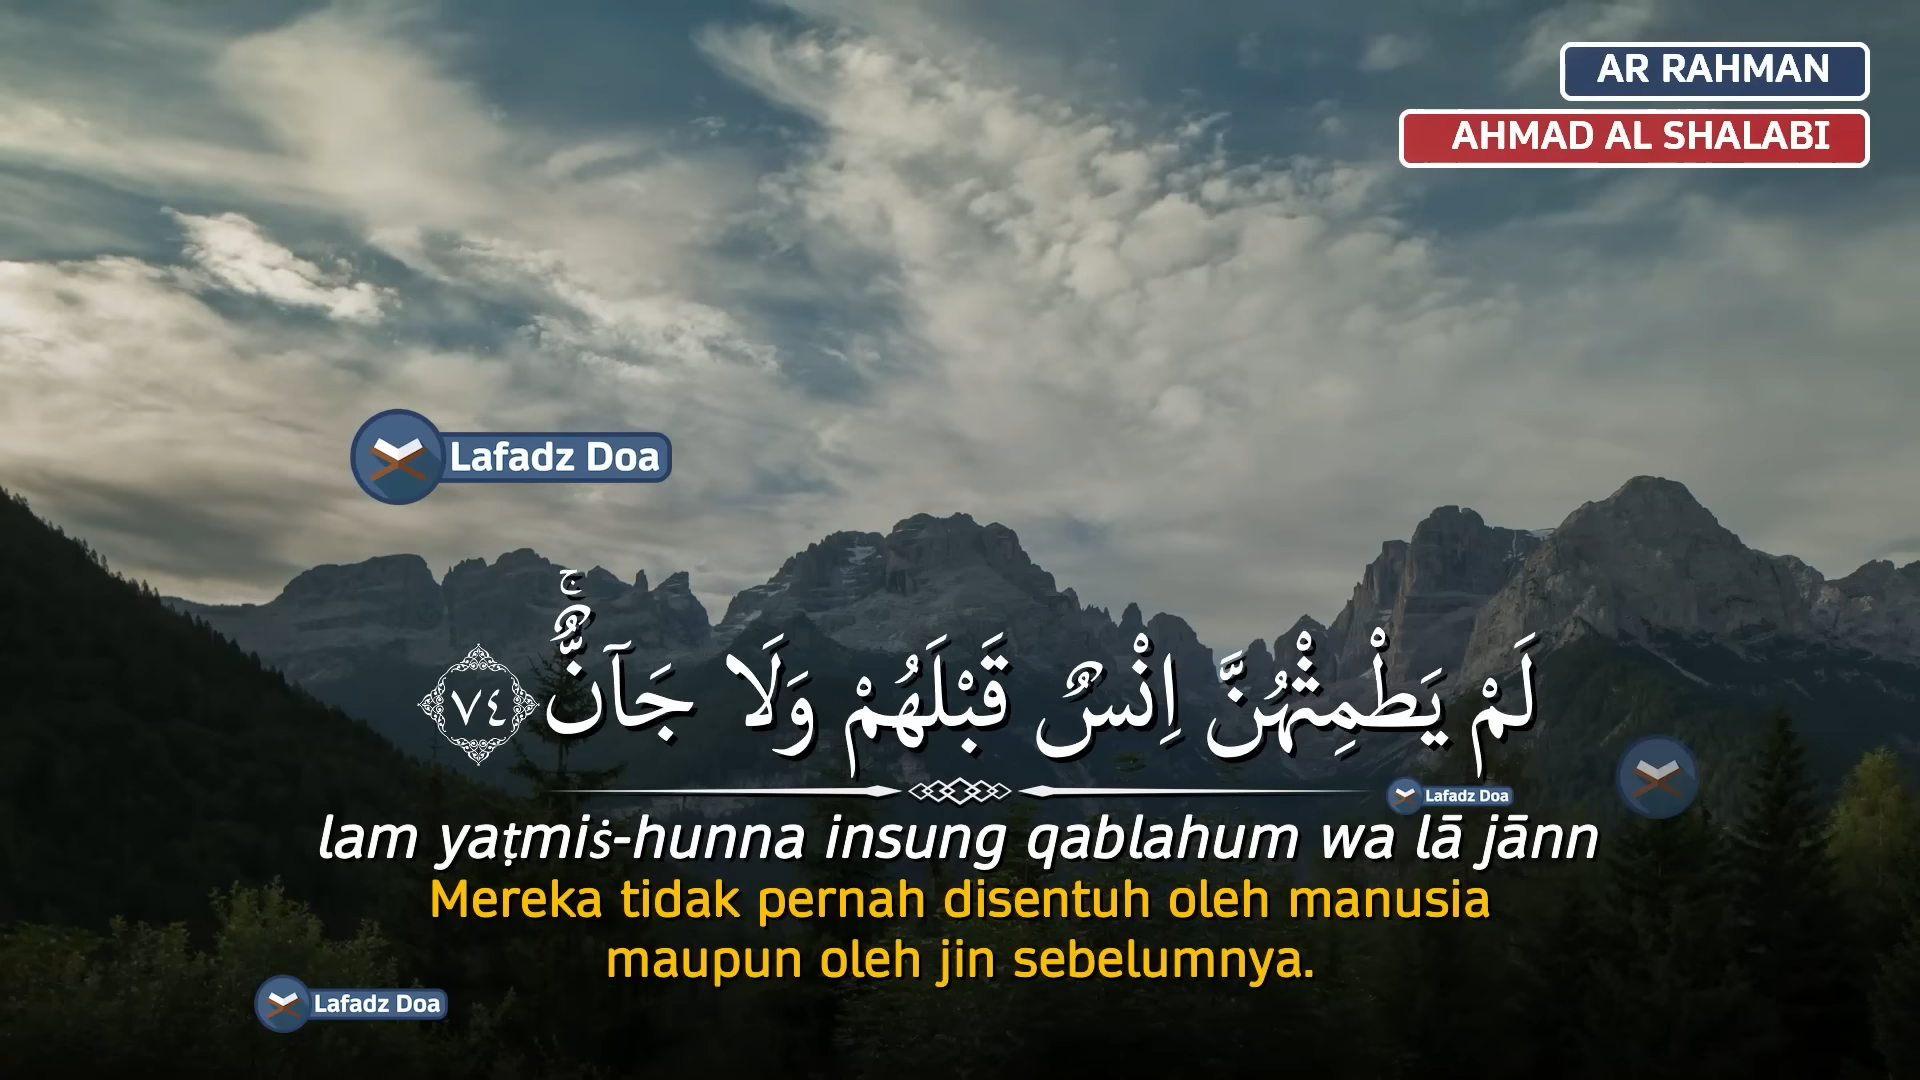 AR RAHMAN
AHMAD AL SHALABI
Lafadz Doa
لَمْ يَطْمِثْهُنَّ اِنْسٌ قَبْلَهُمْ وَلَا جَاۤنٌّۚ ٧٤
Lafadz Doa
lam yaṭmiṡ-hunna insung qablahum wa lā jānn
Mereka tidak pernah disentuh oleh manusia
maupun oleh jin sebelumnya.
Lafadz Doa